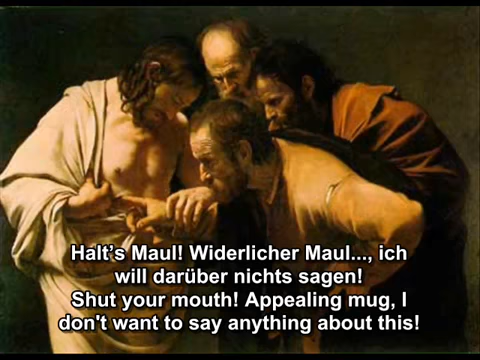 Halt’s Maul! Widerlicher Maul..., ich
will darüber nichts sagen!
Shut your mouth! Appealing mug, I
don't want to say anything about this!